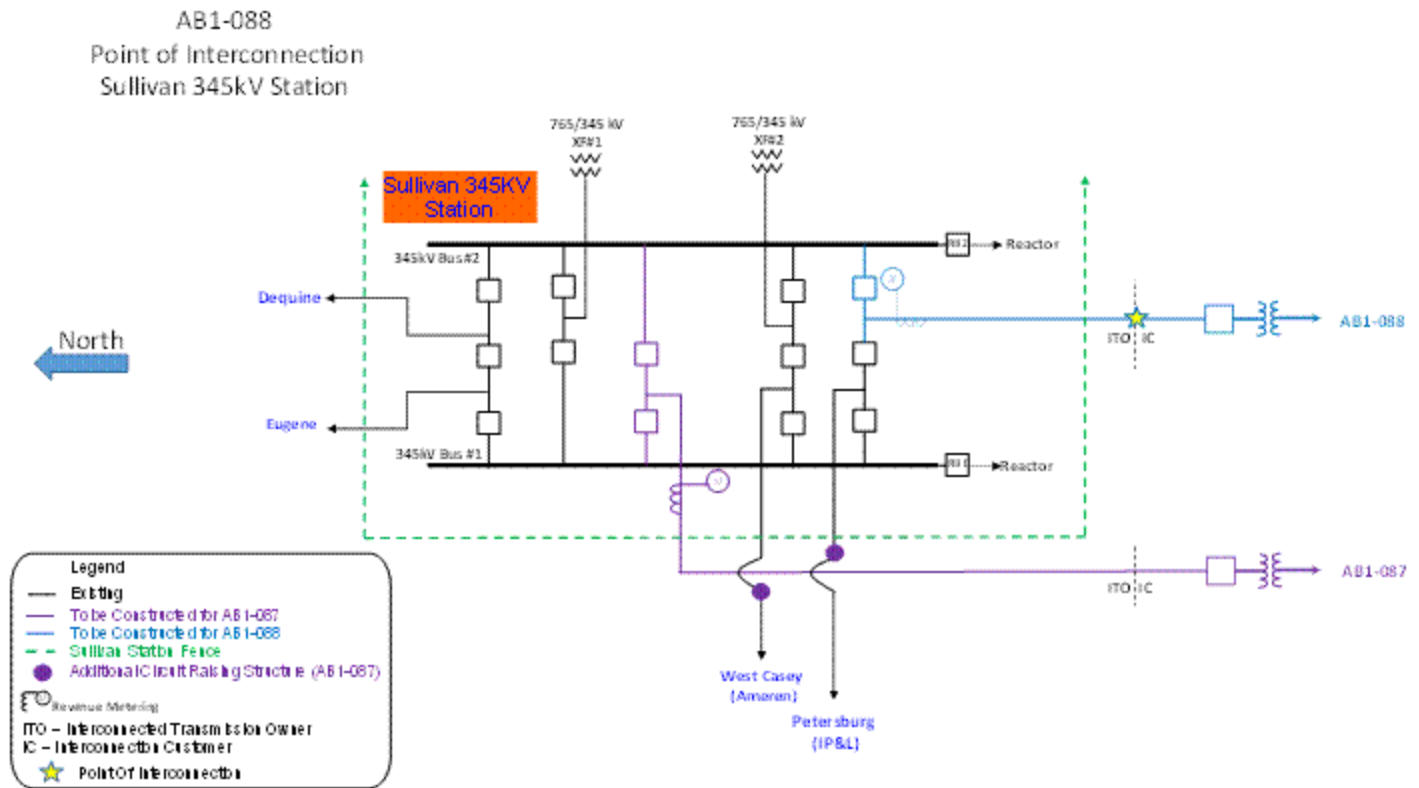 AB1-088
Point of Interconnection
Sullivan 345kV Station
765/345 kV
XF#1
765/345 kV
XF#2
Sullivan 345KV
Station
345kV Bus #2
Reactor
Dequine
AB1-088
ITO IC
North
Eugene
345kV Bus #1
Reactor
ITO IC
AB1-087
West Casey
(Ameren)
Petersburg
(IP&L)
Legend
Existing
To be Constructed for AB1-087
To be Constructed for AB1-088
Sullivan Station Fence
Additional Circuit Raising Structure (AB1-087)
Revenue Metering
ITO – Interconnected Transmission Owner
IC – Interconnection Customer
Point Of Interconnection